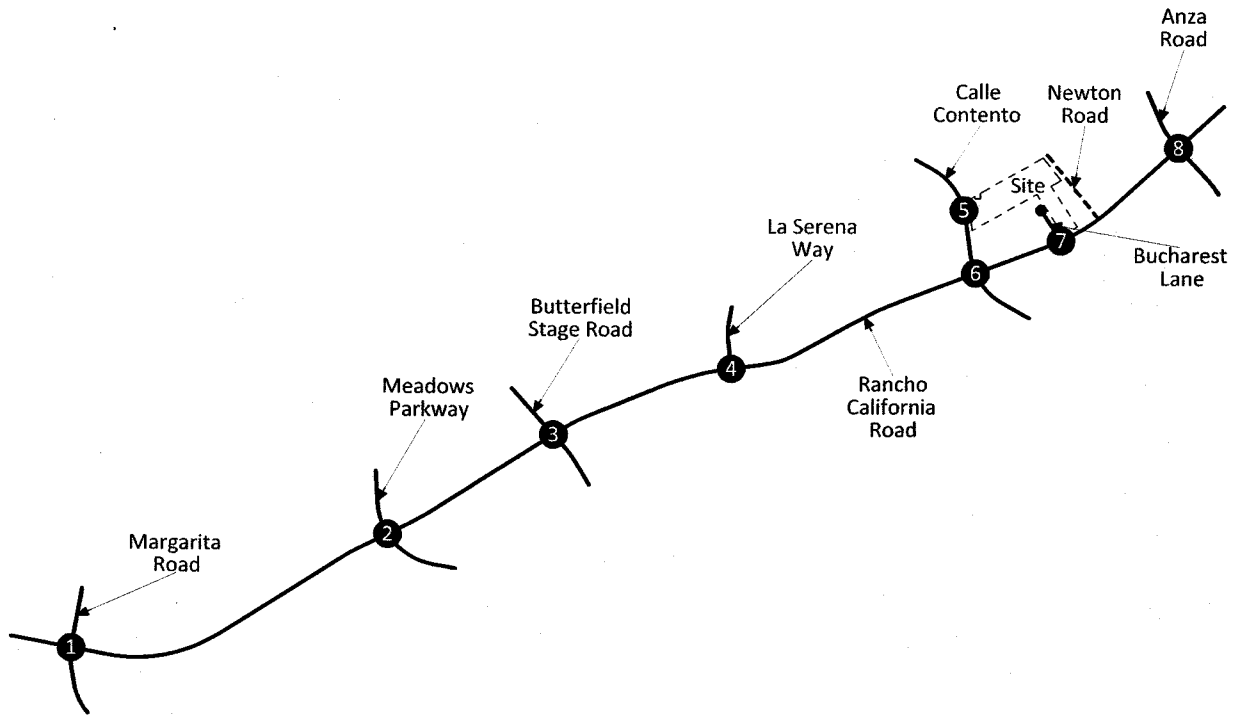 Anza
Road
Calle
Contento
Newton
Road
8
Site
5
La Serena
Way
7
Bucharest
Lane
6
Butterfield
Stage Road
4
Rancho
California
Road
Meadows
Parkway
3
2
Margarita
Road
1